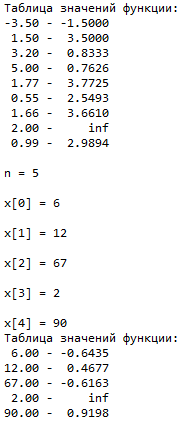 Таблица значений функции:
-3.50 - -1.5000
1.50 - 3.5000
3.20 - 0.8333
5.00 - 0.7626
1.77 - 3.7725
0.55 - 2.5493
1.66 - 3.6610
2.00 - inf
0.99 - 2.9894
n = 5
x[0] = 6
x[1] = 12
x[2] = 67
x[3] = 2
x[4] = 90
Таблица значений функции:
6.00 - -0.6435
12.00 - 0.4677
67.00 - -0.6163
2.00 - inf
90.00 - 0.9198